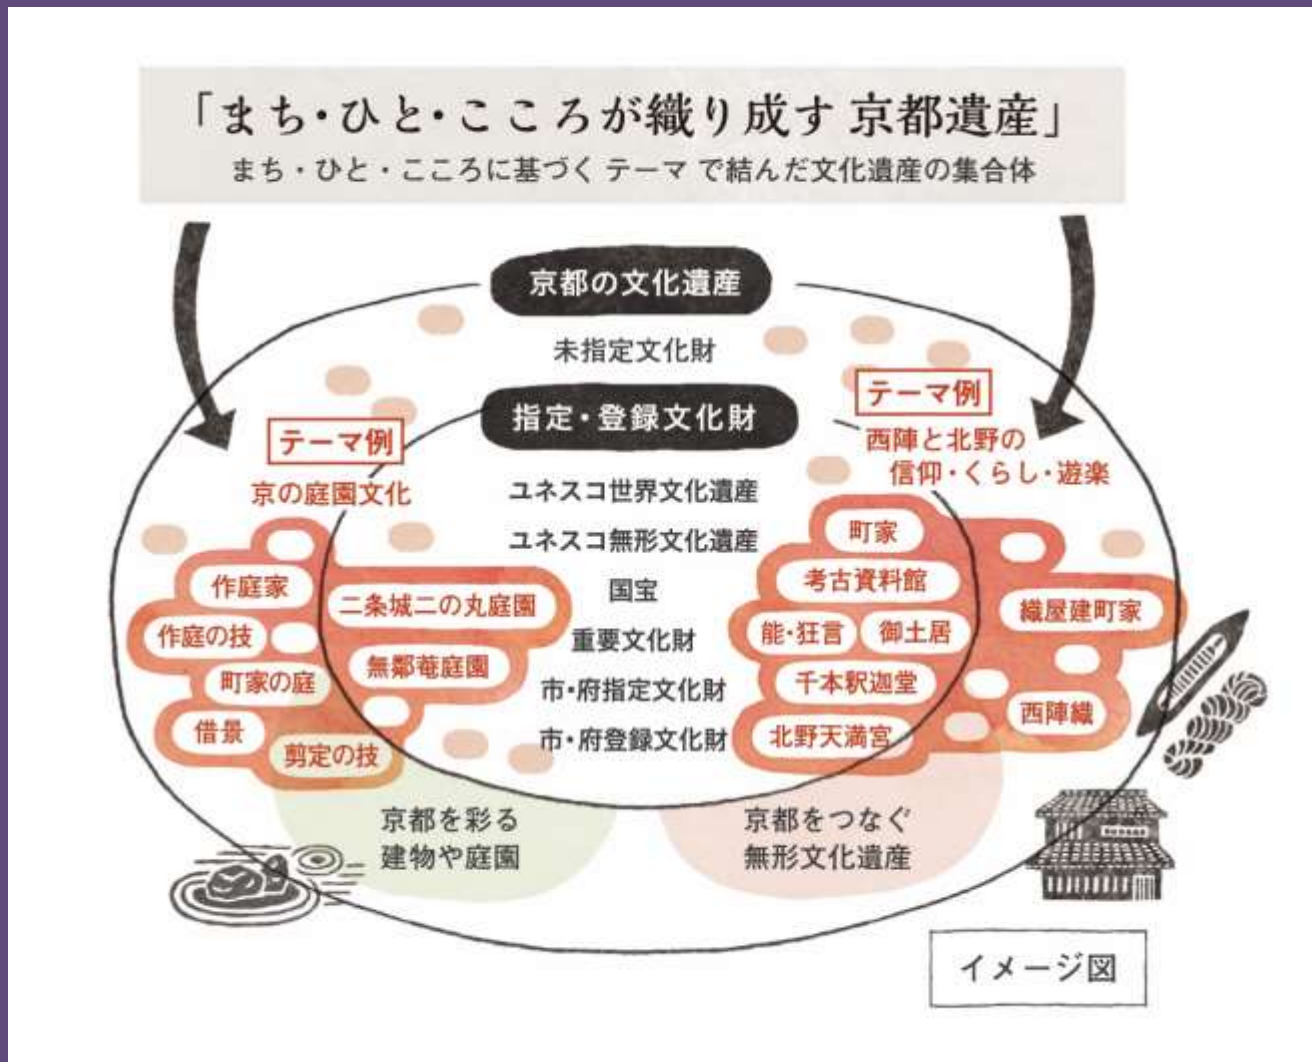 「まち・ひと・こころが織り成す 京都遺産」
まち・ひと・こころに基づく テーマ で結んだ文化遺産の集合体
京都の文化遺産
未指定文化財
指定・登録文化財
ユネスコ世界文化遺産
ユネスコ無形文化遺産
国宝
重要文化財
市・府指定文化財
市・府登録文化財
テーマ例
京の庭園文化
作庭家
二条城二の丸庭園
作庭の技
無鄰菴庭園
町家の庭
借景
剪定の技
テーマ例
西陣と北野の
信仰・くらし・遊楽
町家
考古資料館
織屋建町家
能・狂言
御土居
千本釈迦堂
西陣織
北野天満宮
京都を彩る
建物や庭園
京都をつなぐ
無形文化遺産
イメージ図